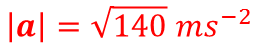 |a| = √140 ms⁻²